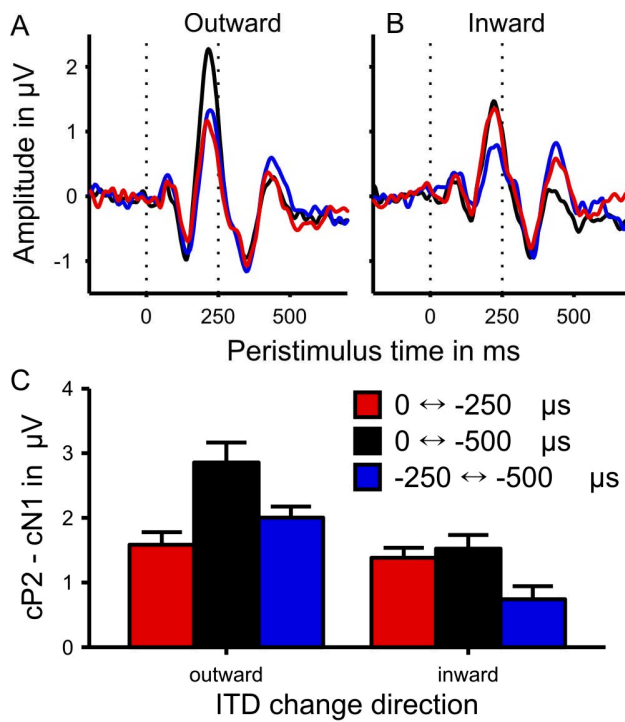 A
Outward
B
Inward
Amplitude in µV
2
1
0
-1
0
250
500
0
250
500
Peristimulus time in ms
C
cP2 - cN1 in µV
4
3
2
1
0
0 ↔ -250 µs
0 ↔ -500 µs
-250 ↔ -500 µs
outward
inward
ITD change direction